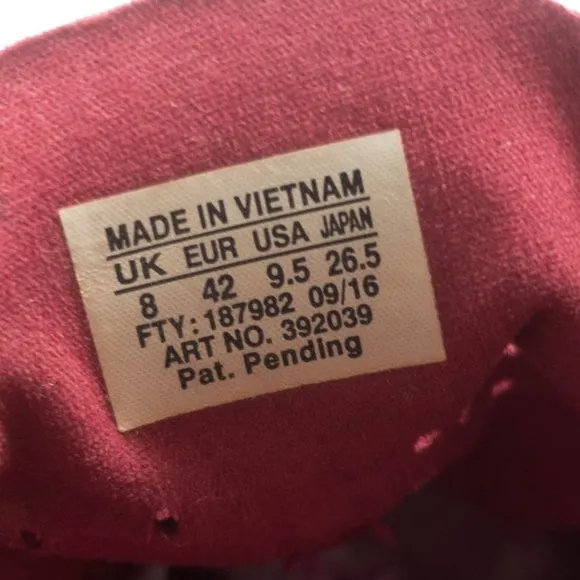 MADE IN VIETNAM
UK EUR USA JAPAN
8 42 9.5 26.5
FTY: 187982 09/16
ART NO. 392039
Pat. Pending